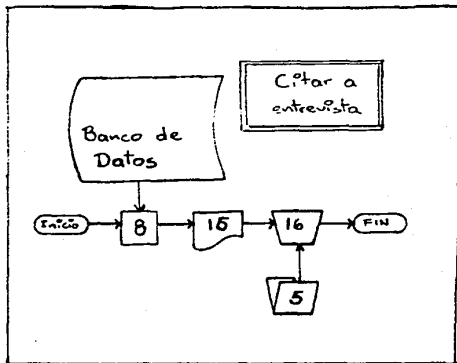 Citar a
entrevista
Banco de
Datos
Inicio
8
15
16
FIN
5